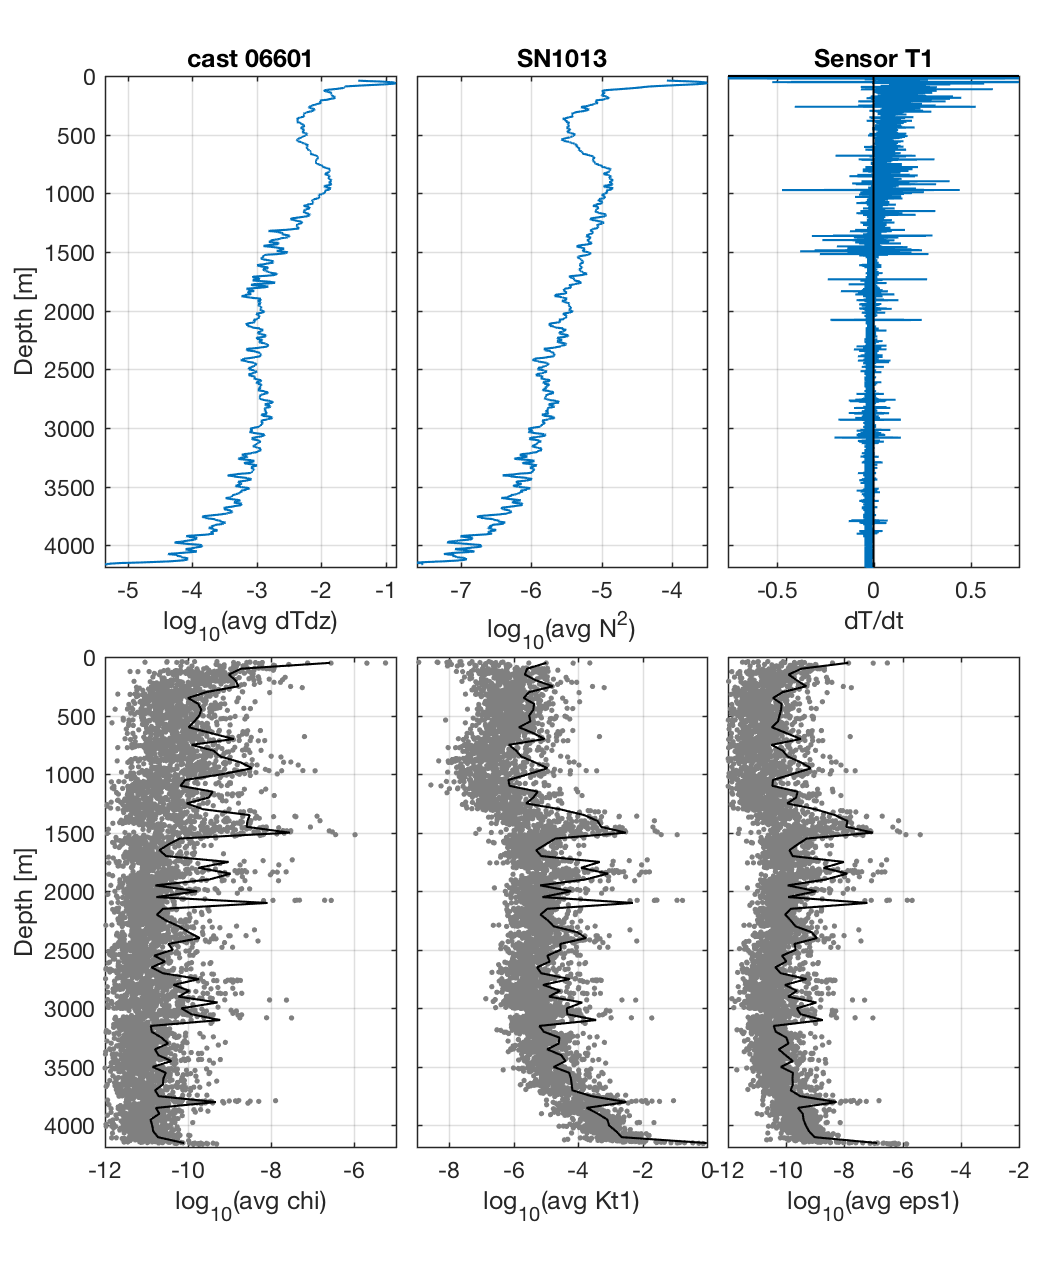 cast 06601
SN1013
Sensor T1
0
500
1000
1500
2000
2500
3000
3500
4000
Depth [m]
-5 -4 -3 -2 -1
log10(avg dTdz)
-7 -6 -5 -4
log10(avg N2)
-0.5 0 0.5
dT/dt
0
500
1000
1500
2000
2500
3000
3500
4000
Depth [m]
-12 -10 -8 -6
log10(avg chi)
-8 -6 -4 -2 0
log10(avg Kt1)
-12 -10 -8 -6 -4 -2
log10(avg eps1)